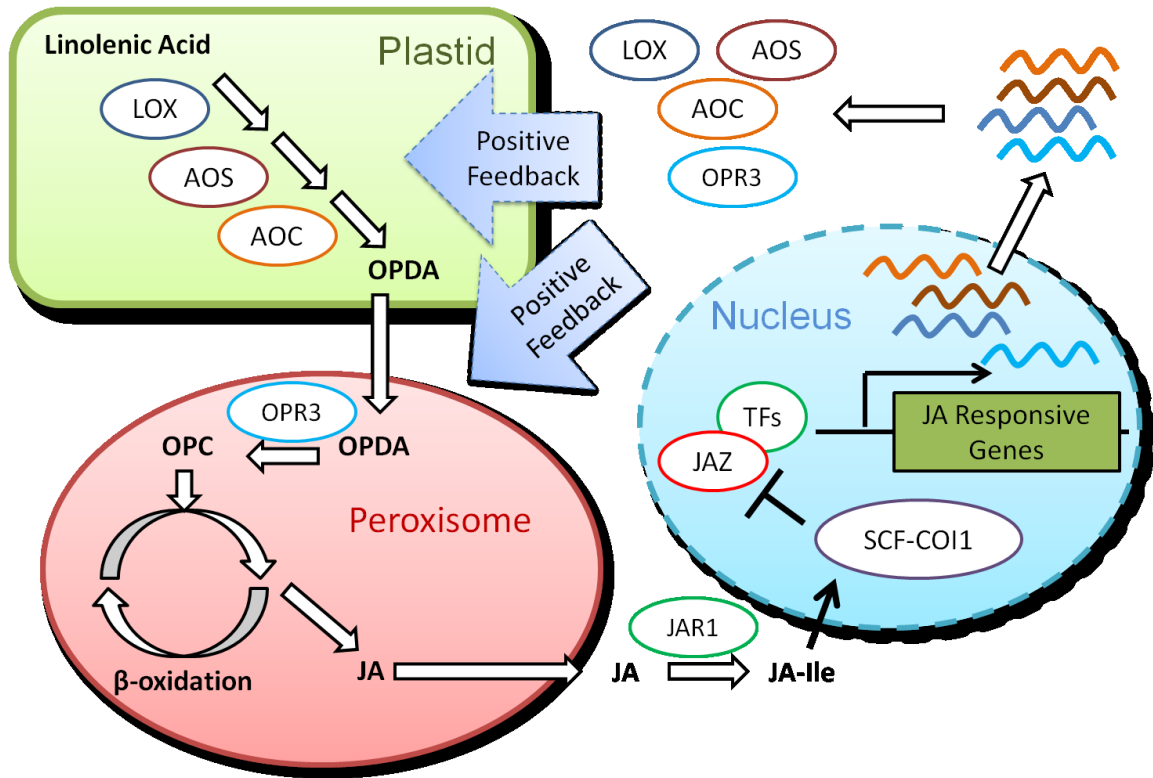 Linolenic Acid
Plastid
LOX
AOS
AOC
OPDA
Positive
Feedback
Positive
Feedback
LOX
AOS
AOC
OPR3
Nucleus
TFs
JAZ
JA Responsive
Genes
SCF-COI1
OPR3
OPC
OPDA
Peroxisome
β-oxidation
JA
JA
JAR1
JA-Ile